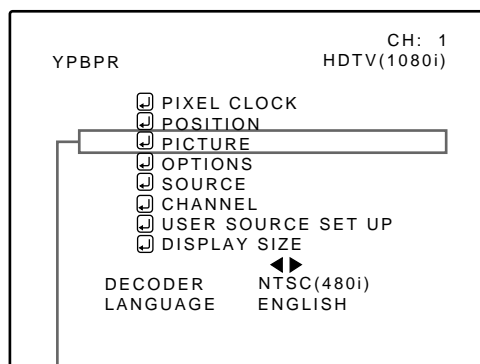 CH: 1
YPBPR HDTV(1080i)
PIXEL CLOCK
POSITION
PICTURE
OPTIONS
SOURCE
CHANNEL
USER SOURCE SET UP
DISPLAY SIZE
DECODER NTSC(480i)
LANGUAGE ENGLISH